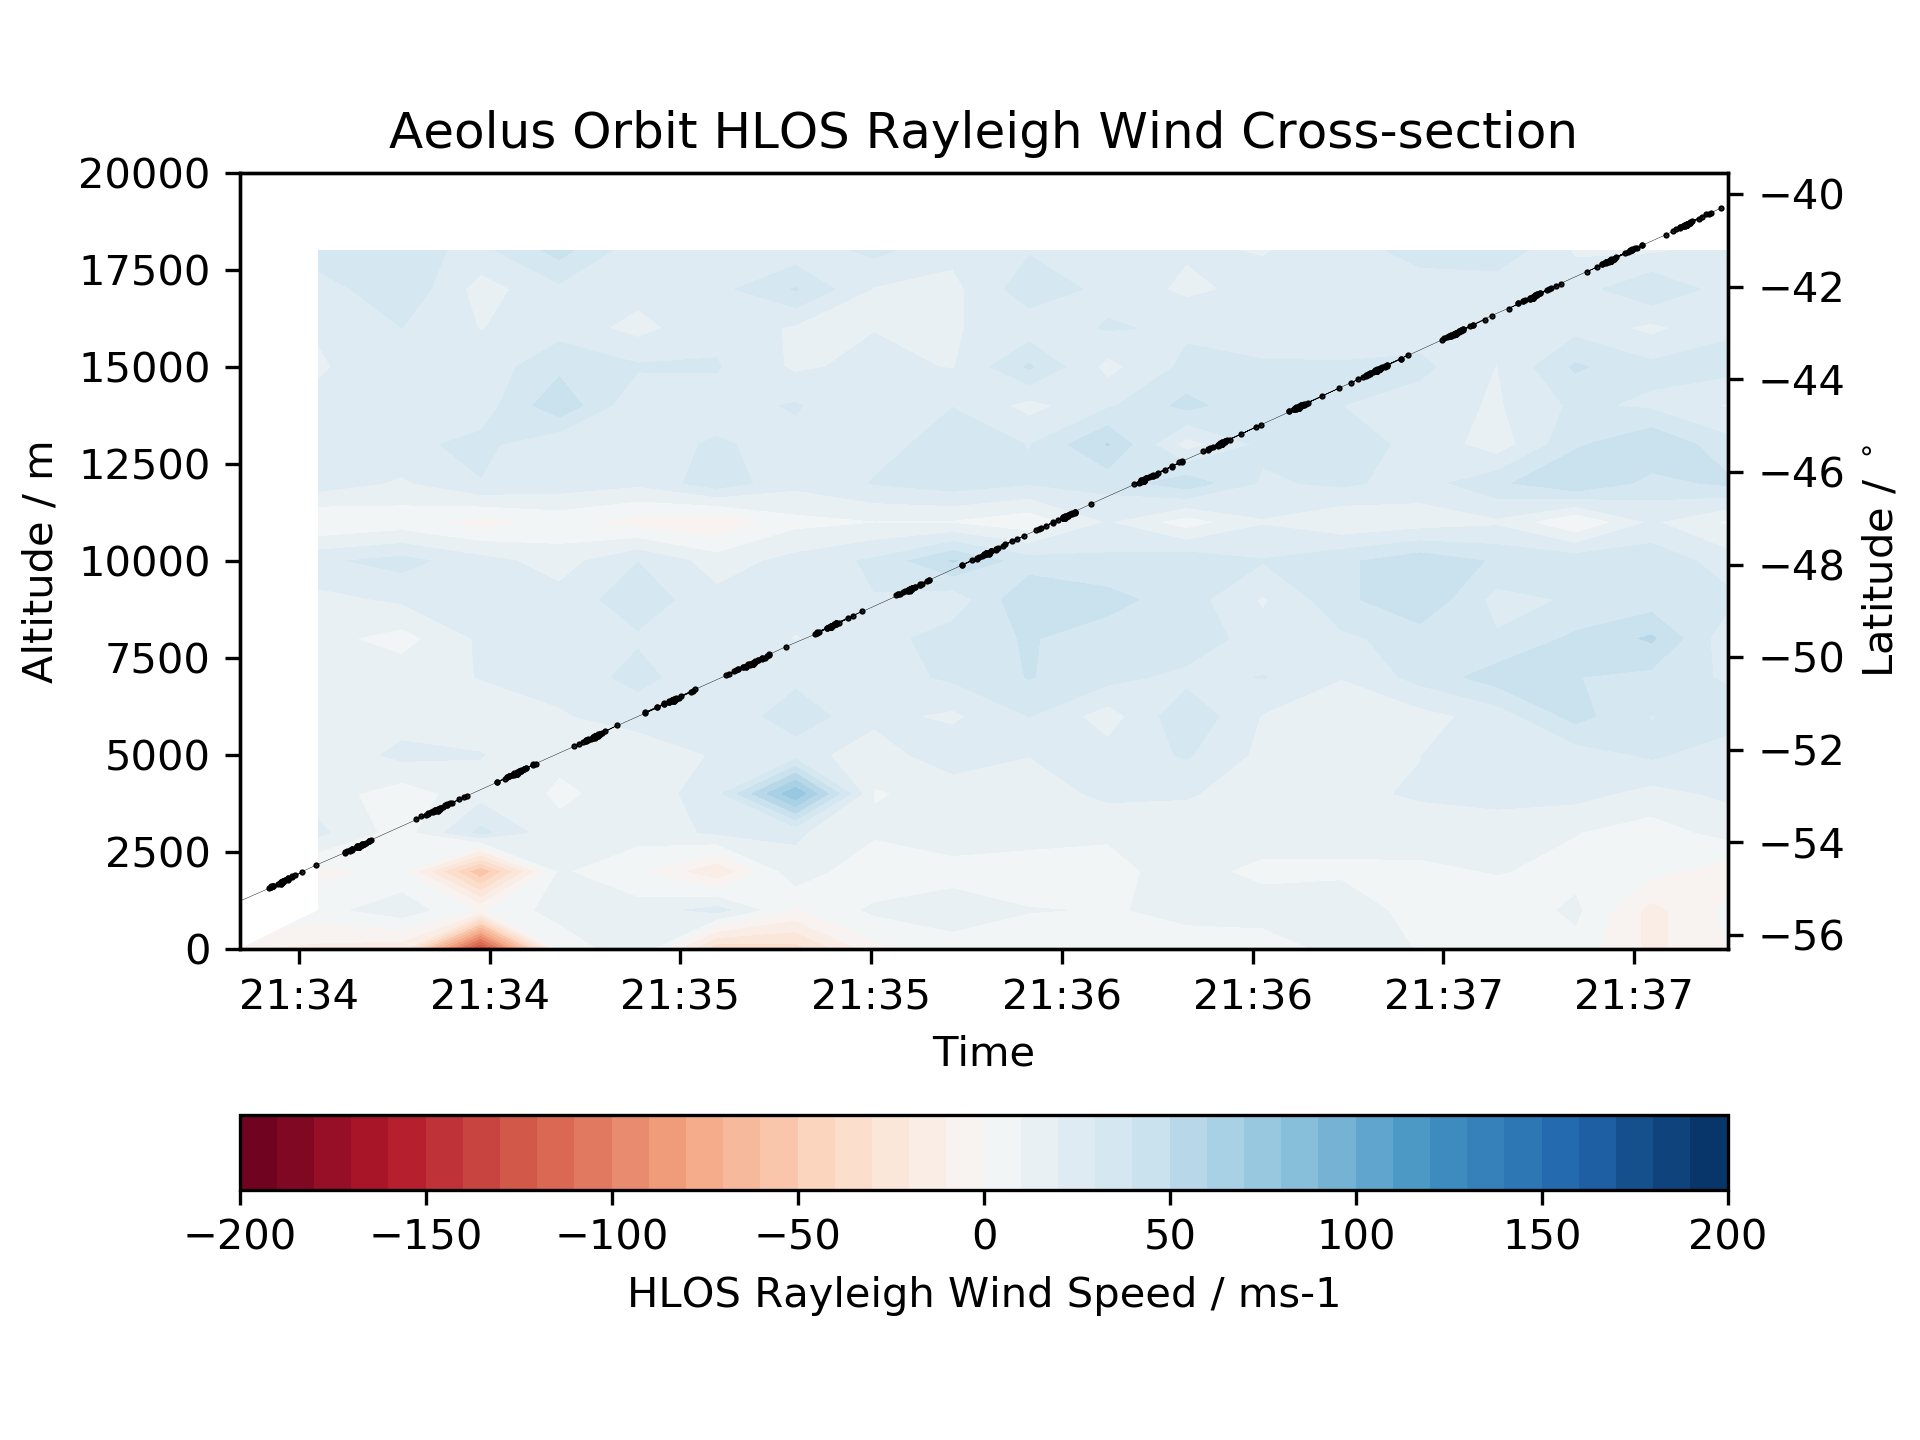 Aeolus Orbit HLOS Rayleigh Wind Cross-section
20000
17500
15000
12500
10000
7500
5000
2500
0
Altitude / m
−40
−42
−44
−46
−48
−50
−52
−54
−56
Latitude / °
21:34 21:34 21:35 21:35 21:36 21:36 21:37 21:37
Time
−200 −150 −100 −50 0 50 100 150 200
HLOS Rayleigh Wind Speed / ms-1